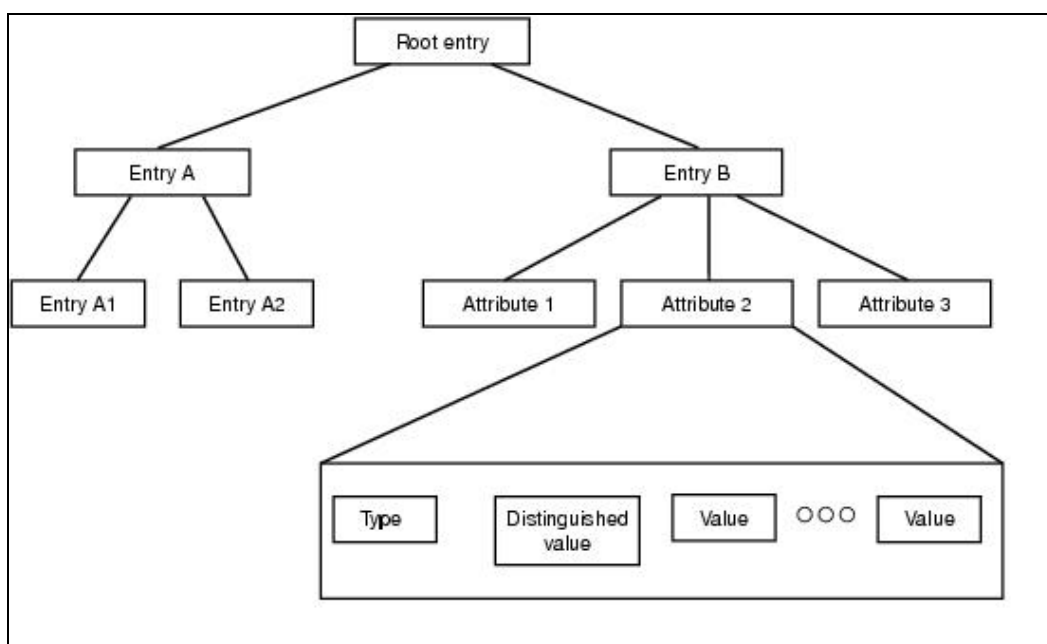 Root entry
Entry A
Entry B
Entry A1
Entry A2
Attribute 1
Attribute 2
Attribute 3
Type
Distinguished
value
Value
Value